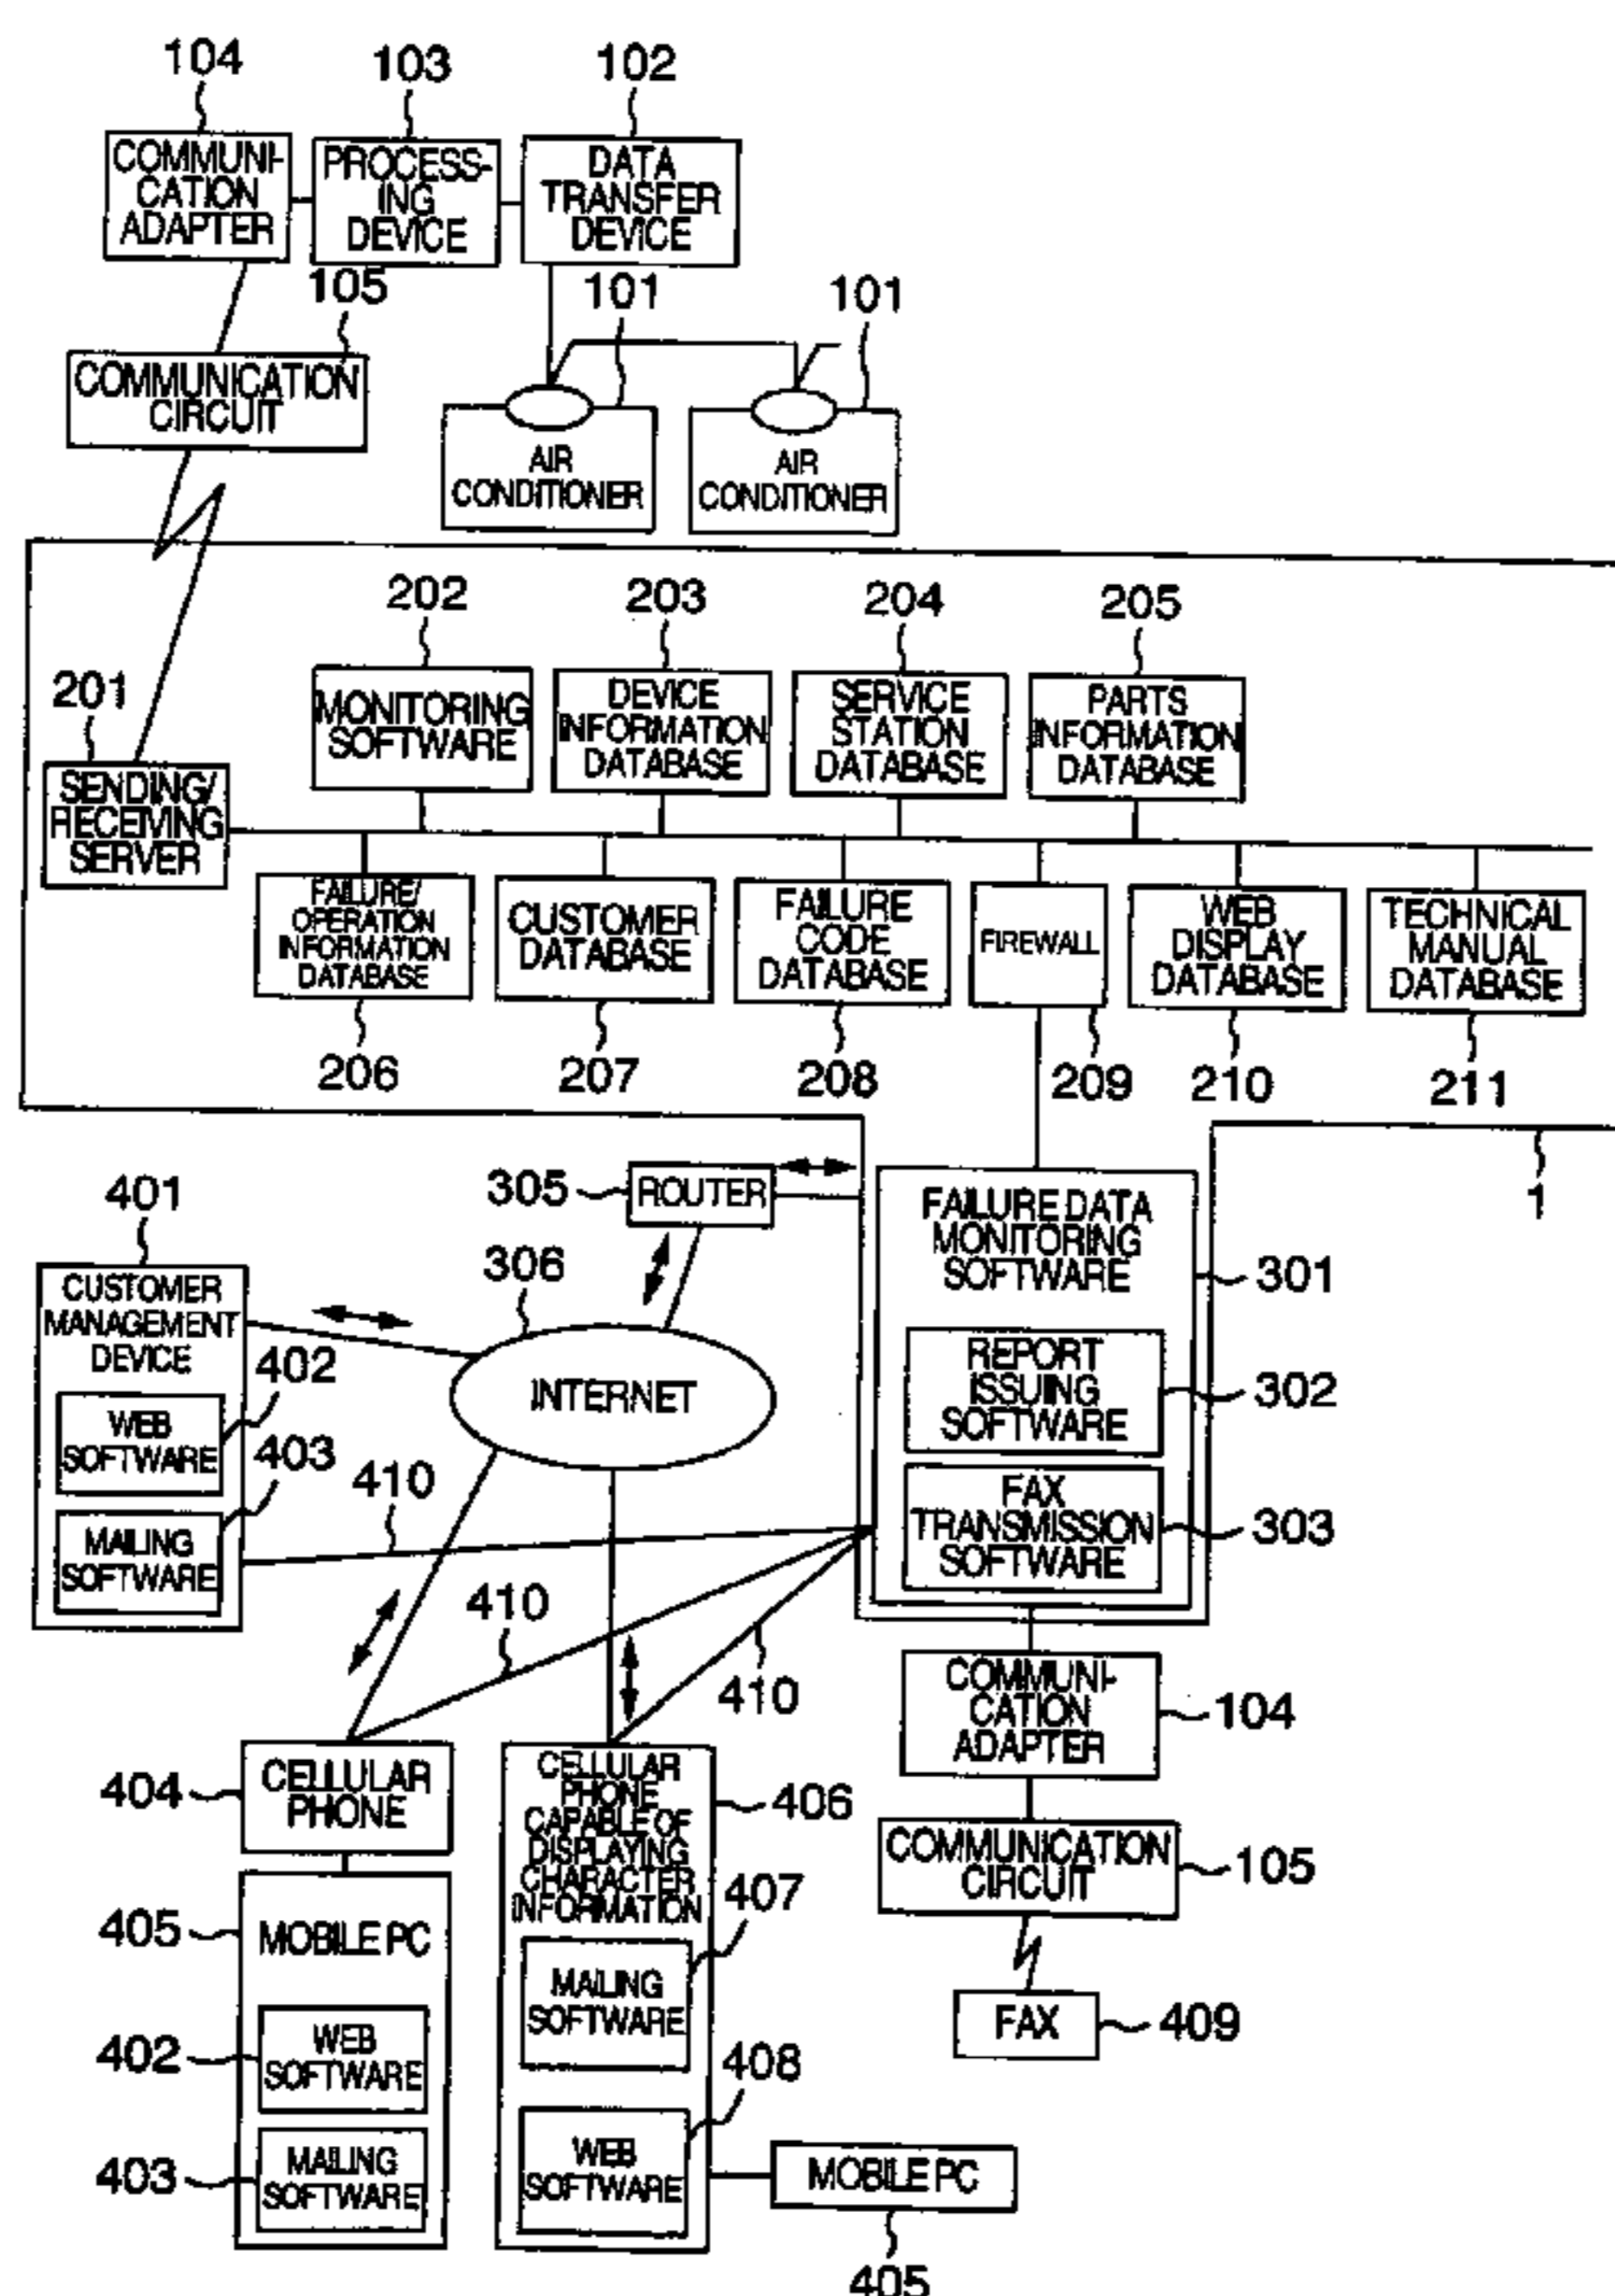 104
103
102
COMMUNI-
CATION
ADAPTER
PROCESS-
ING
DEVICE
DATA
TRANSFER
DEVICE
105
101
101
COMMUNICATION
CIRCUIT
AIR
CONDITIONER
AIR
CONDITIONER
202
203
204
205
201
MONITORING
SOFTWARE
DEVICE
INFORMATION
DATABASE
SERVICE
STATION
DATABASE
PARTS
INFORMATION
DATABASE
SENDING/
RECEIVING
SERVER
FAILURE/
OPERATION
INFORMATION
DATABASE
CUSTOMER
DATABASE
FAILURE
CODE
DATABASE
FIREWALL
WEB
DISPLAY
DATABASE
TECHNICAL
MANUAL
DATABASE
206
207
208
209
210
211
1
305
ROUTER
401
306
CUSTOMER
MANAGEMENT
DEVICE
402
WEB
SOFTWARE
403
MAILING
SOFTWARE
INTERNET
FAILURE DATA
MONITORING
SOFTWARE
301
REPORT
ISSUING
SOFTWARE
302
FAX
TRANSMISSION
SOFTWARE
303
410
410
410
COMMUNI-
CATION
ADAPTER
104
404
CELLULAR
PHONE
CELLULAR
PHONE
CAPABLE OF
DISPLAYING
CHARACTER
INFORMATION
406
COMMUNICATION
CIRCUIT
105
405
MOBILE PC
407
MAILING
SOFTWARE
FAX
409
402
WEB
SOFTWARE
408
403
MAILING
SOFTWARE
WEB
SOFTWARE
MOBILE PC
405